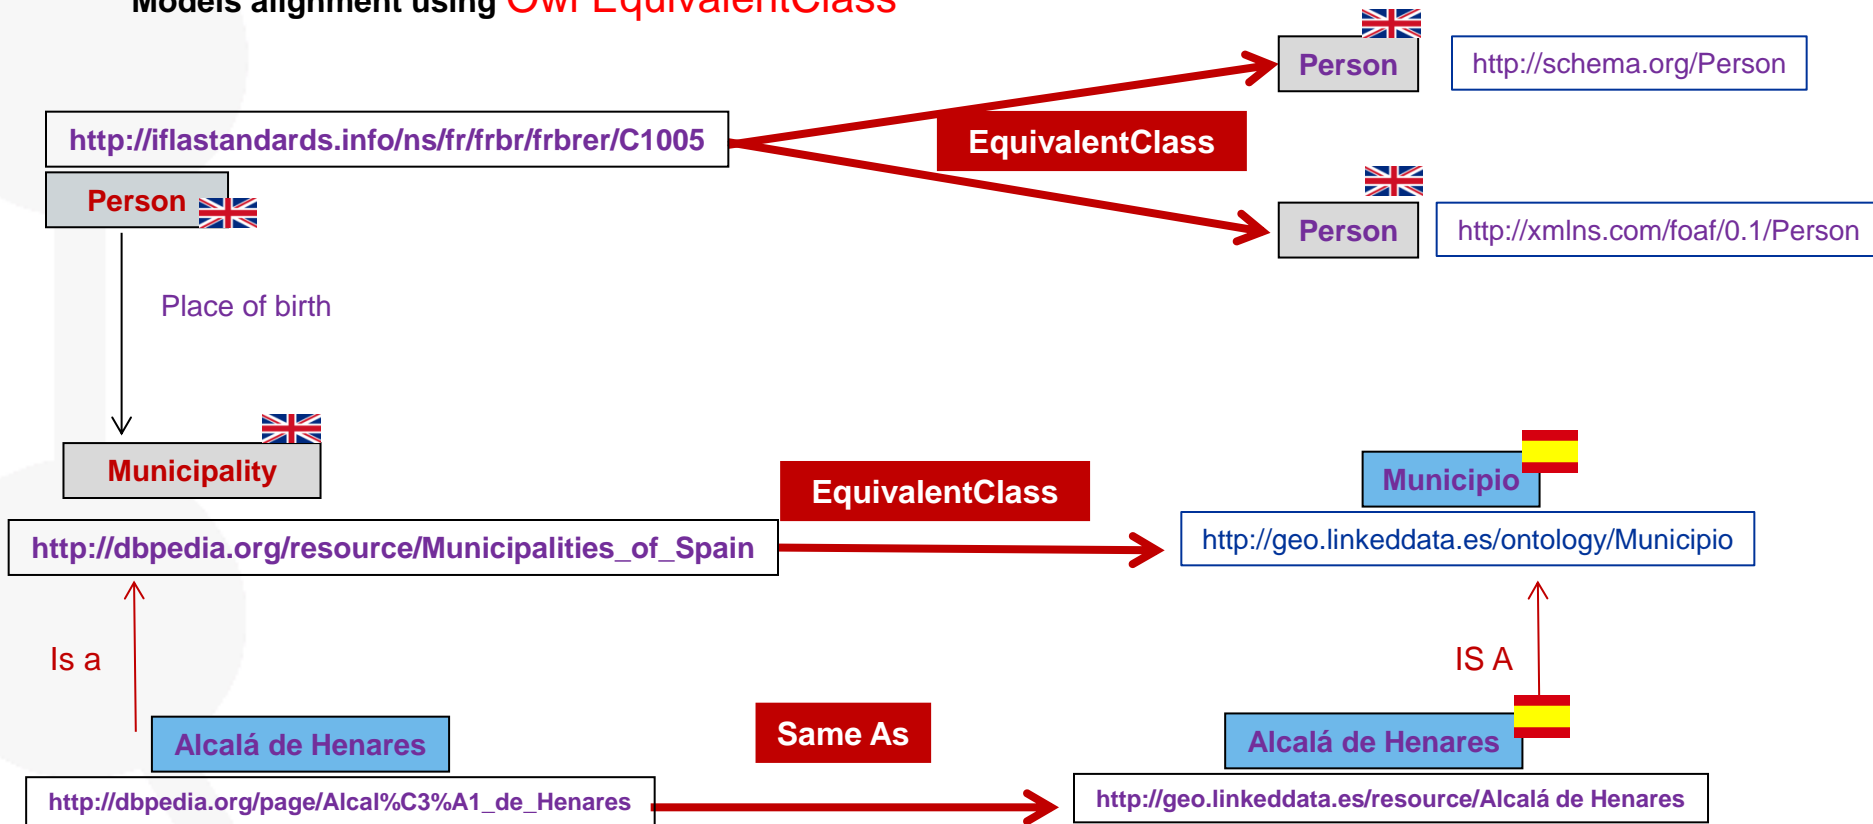 Models alignment using Owl EquivalentClass
Person
http://schema.org/Person
http://iflastandards.info/ns/fr/frbr/frbrer/C1005
EquivalentClass
Person
Person
http://xmlns.com/foaf/0.1/Person
Place of birth
Municipality
EquivalentClass
Municipio
http://dbpedia.org/resource/Municipalities_of_Spain
http://geo.linkeddata.es/ontology/Municipio
Is a
IS A
Alcalá de Henares
Same As
Alcalá de Henares
http://dbpedia.org/page/Alcal%C3%A1_de_Henares
http://geo.linkeddata.es/resource/Alcalá de Henares